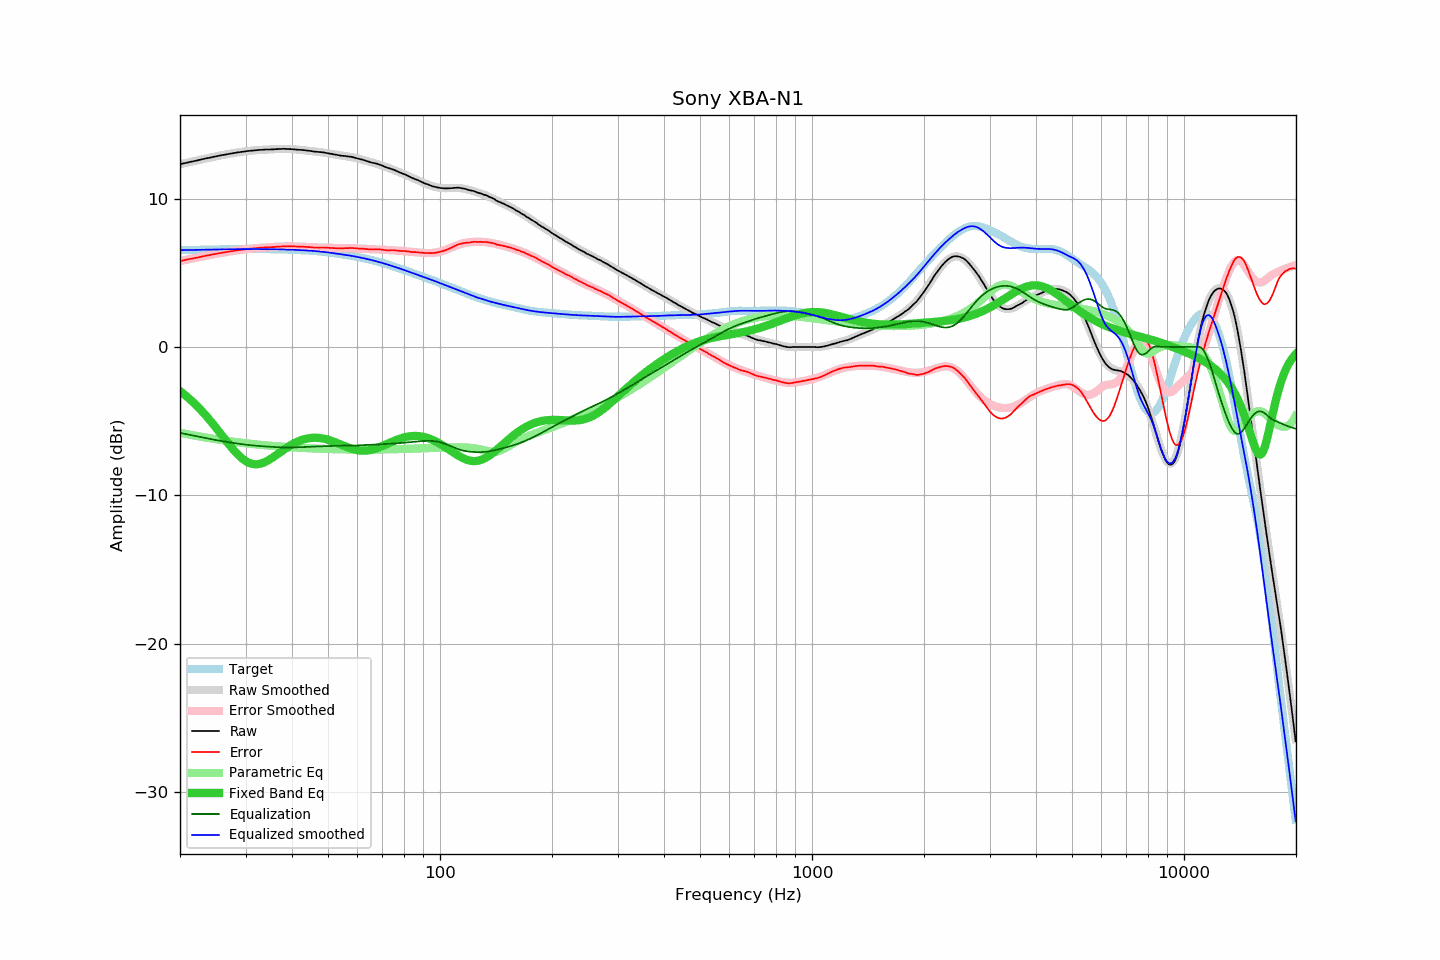 Sony XBA-N1
Amplitude (dBr)
10
0
−10
−20
−30
100
1000
10000
Frequency (Hz)
Target
Raw Smoothed
Error Smoothed
Raw
Error
Parametric Eq
Fixed Band Eq
Equalization
Equalized smoothed